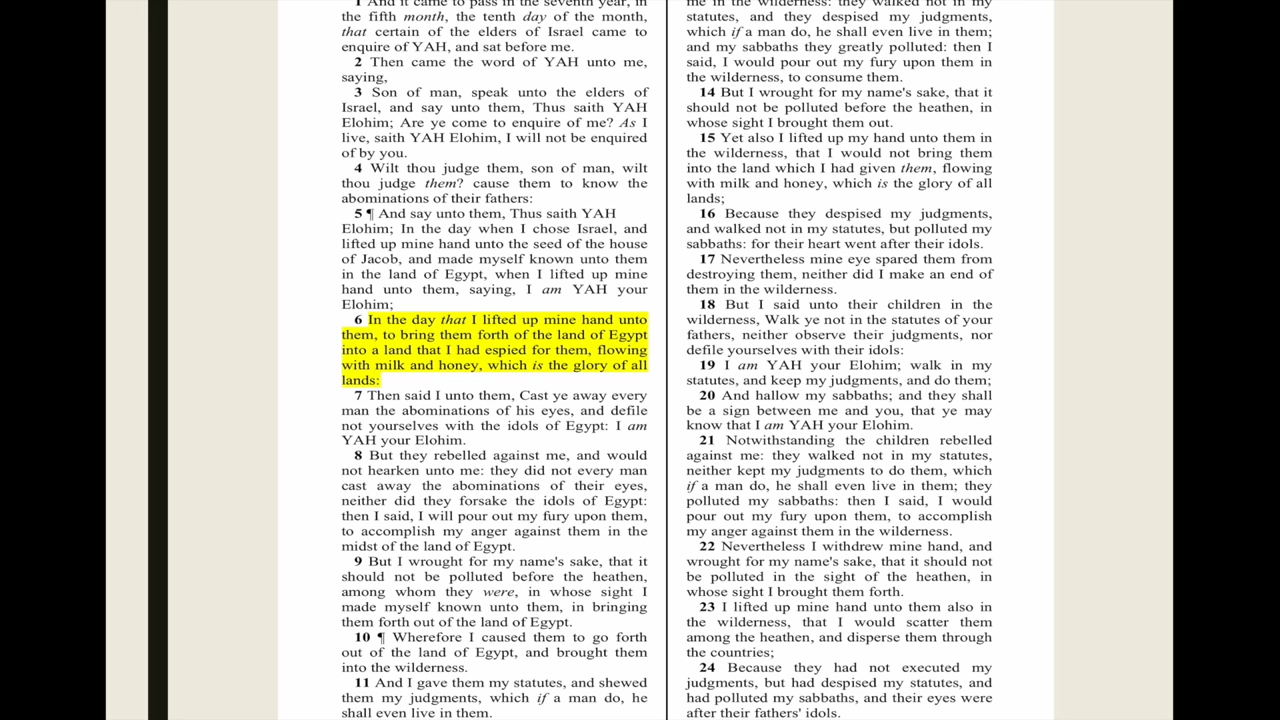 1 And it came to pass in the seventh year, in
the fifth month, the tenth day of the month,
that certain of the elders of Israel came to
enquire of YAH, and sat before me.
2 Then came the word of YAH unto me,
saying,
3 Son of man, speak unto the elders of
Israel, and say unto them, Thus saith YAH
Elohim; Are ye come to enquire of me? As I
live, saith YAH Elohim, I will not be enquired
of by you.
4 Wilt thou judge them, son of man, wilt
thou judge them? cause them to know the
abominations of their fathers:
5 ¶ And say unto them, Thus saith YAH
Elohim; In the day when I chose Israel, and
lifted up mine hand unto the seed of the house
of Jacob, and made myself known unto them
in the land of Egypt, when I lifted up mine
hand unto them, saying, I am YAH your
Elohim;
6 In the day that I lifted up mine hand unto
them, to bring them forth of the land of Egypt
into a land that I had espied for them, flowing
with milk and honey, which is the glory of all
lands:
7 Then said I unto them, Cast ye away every
man the abominations of his eyes, and defile
not yourselves with the idols of Egypt: I am
YAH your Elohim.
8 But they rebelled against me, and would
not hearken unto me: they did not every man
cast away the abominations of their eyes,
neither did they forsake the idols of Egypt:
then I said, I will pour out my fury upon them,
to accomplish my anger against them in the
midst of the land of Egypt.
9 But I wrought for my name's sake, that it
should not be polluted before the heathen,
among whom they were, in whose sight I
made myself known unto them, in bringing
them forth out of the land of Egypt.
10 ¶ Wherefore I caused them to go forth
out of the land of Egypt, and brought them
into the wilderness.
11 And I gave them my statutes, and shewed
them my judgments, which if a man do, he
shall even live in them.
me in the wilderness: they walked not in my
statutes, and they despised my judgments,
which if a man do, he shall even live in them;
and my sabbaths they greatly polluted: then I
said, I would pour out my fury upon them in
the wilderness, to consume them.
14 But I wrought for my name's sake, that it
should not be polluted before the heathen, in
whose sight I brought them out.
15 Yet also I lifted up my hand unto them in
the wilderness, that I would not bring them
into the land which I had given them, flowing
with milk and honey, which is the glory of all
lands;
16 Because they despised my judgments,
and walked not in my statutes, but polluted my
sabbaths: for their heart went after their idols.
17 Nevertheless mine eye spared them from
destroying them, neither did I make an end of
them in the wilderness.
18 But I said unto their children in the
wilderness, Walk ye not in the statutes of your
fathers, neither observe their judgments, nor
defile yourselves with their idols:
19 I am YAH your Elohim; walk in my
statutes, and keep my judgments, and do them;
20 And hallow my sabbaths; and they shall
be a sign between me and you, that ye may
know that I am YAH your Elohim.
21 Notwithstanding the children rebelled
against me: they walked not in my statutes,
neither kept my judgments to do them, which
if a man do, he shall even live in them; they
polluted my sabbaths: then I said, I would
pour out my fury upon them, to accomplish
my anger against them in the wilderness.
22 Nevertheless I withdrew mine hand, and
wrought for my name's sake, that it should not
be polluted in the sight of the heathen, in
whose sight I brought them forth.
23 I lifted up mine hand unto them also in
the wilderness, that I would scatter them
among the heathen, and disperse them through
the countries;
24 Because they had not executed my
judgments, but had despised my statutes, and
had polluted my sabbaths, and their eyes were
after their fathers' idols.